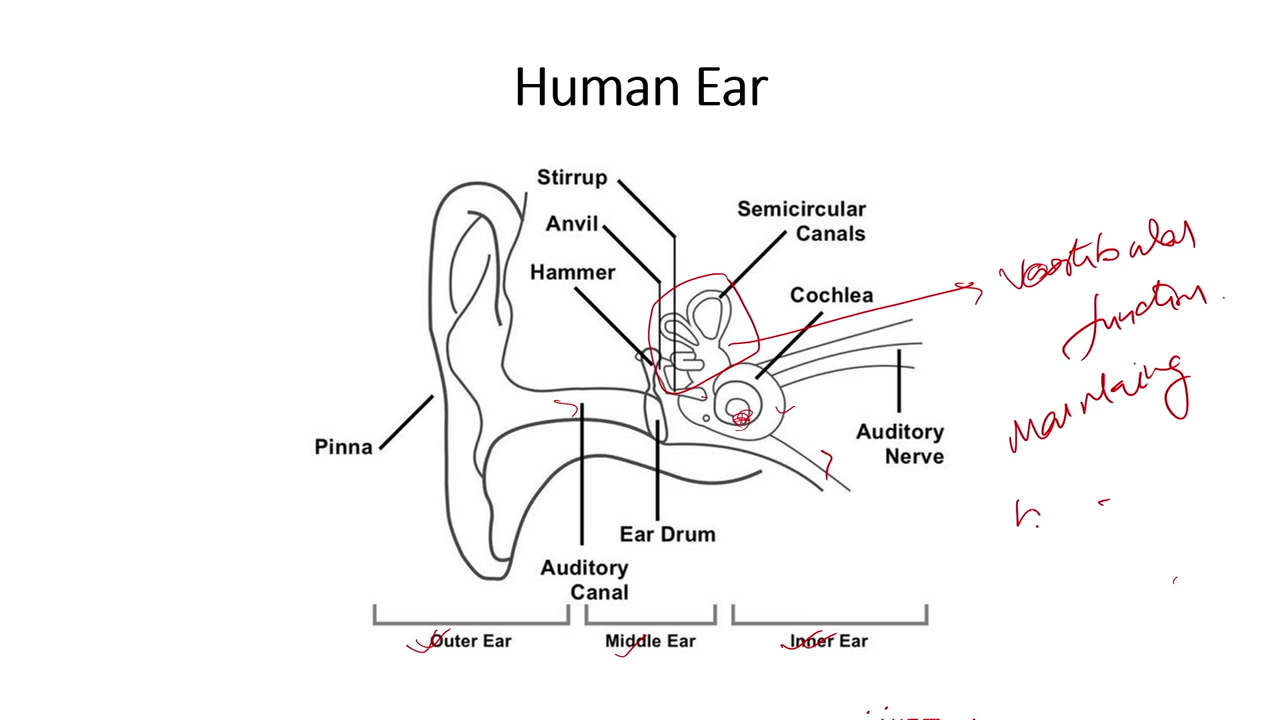 Human Ear
Stirrup
Anvil
Hammer
Semicircular
Canals
Cochlea
Vestibular
function
Maintaing
Pinna
Auditory
Nerve
Ear Drum
Auditory
Canal
Outer Ear
Middle Ear
Inner Ear